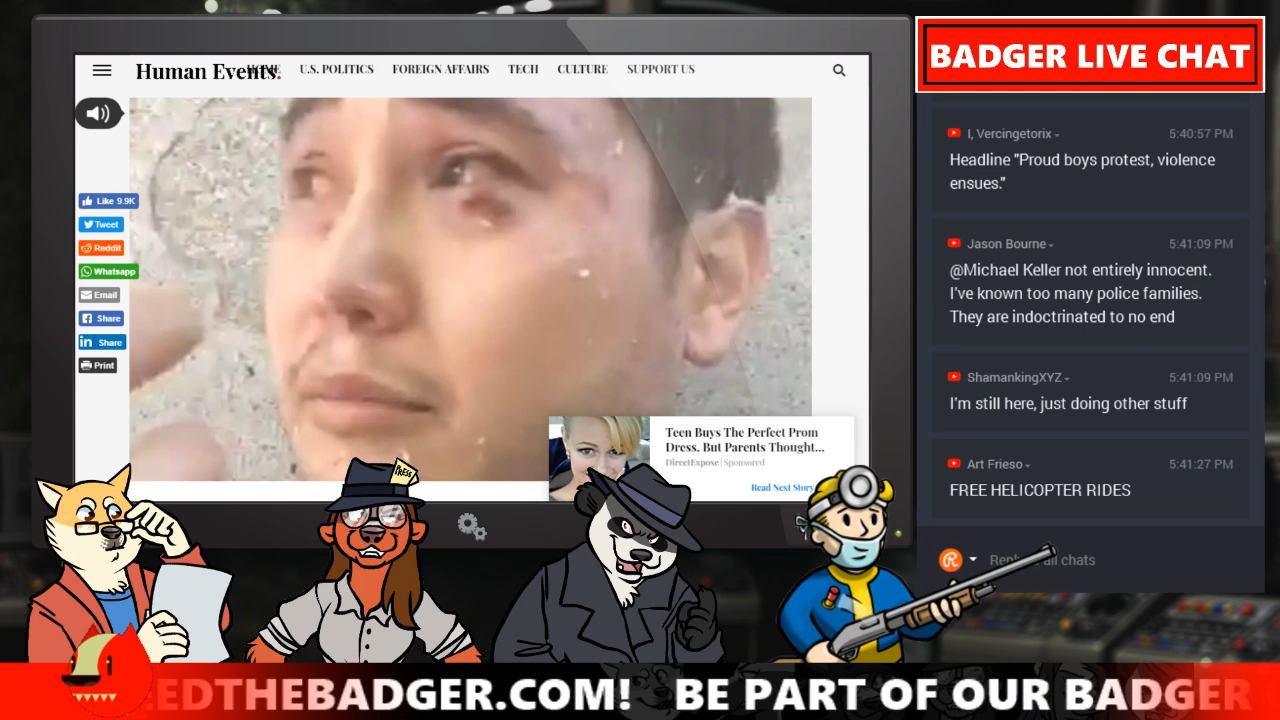 Human Events.
HOME
U.S. POLITICS
FOREIGN AFFAIRS
TECH
CULTURE
SUPPORT US
Like 9.9K
Tweet
Reddit
Whatsapp
Email
Share
Share
Print
Teen Buys The Perfect Prom
Dress, But Parents Thought...
DirectExpose | Sponsored
Read Next Story
PRESS
BADGER LIVE CHAT
I, Vercingetorix
5:40:57 PM
Headline "Proud boys protest, violence
ensues."
Jason Bourne
5:41:09 PM
@Michael Keller not entirely innocent.
I've known too many police families.
They are indoctrinated to no end
ShamankingXYZ
5:41:09 PM
I'm still here, just doing other stuff
Art Frieso
5:41:27 PM
FREE HELICOPTER RIDES
all chats
EDTHEBADGER.COM! BE PART OF OUR BADGER